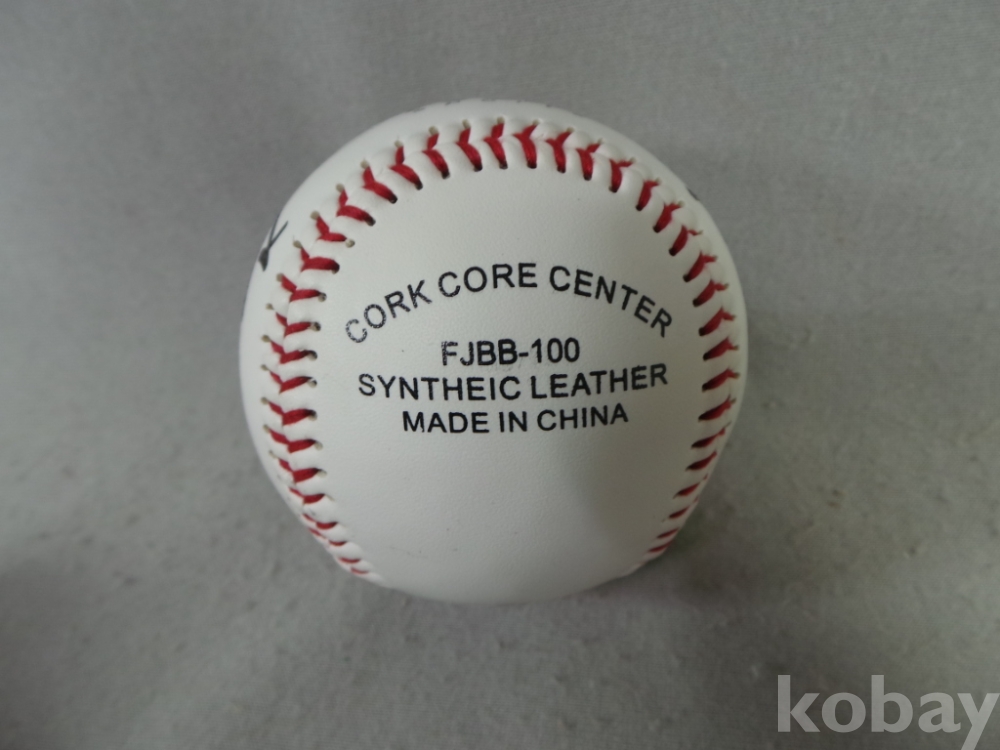 CORK CORE CENTER
FJBB-100
SYNTHEIC LEATHER
MADE IN CHINA
kobay